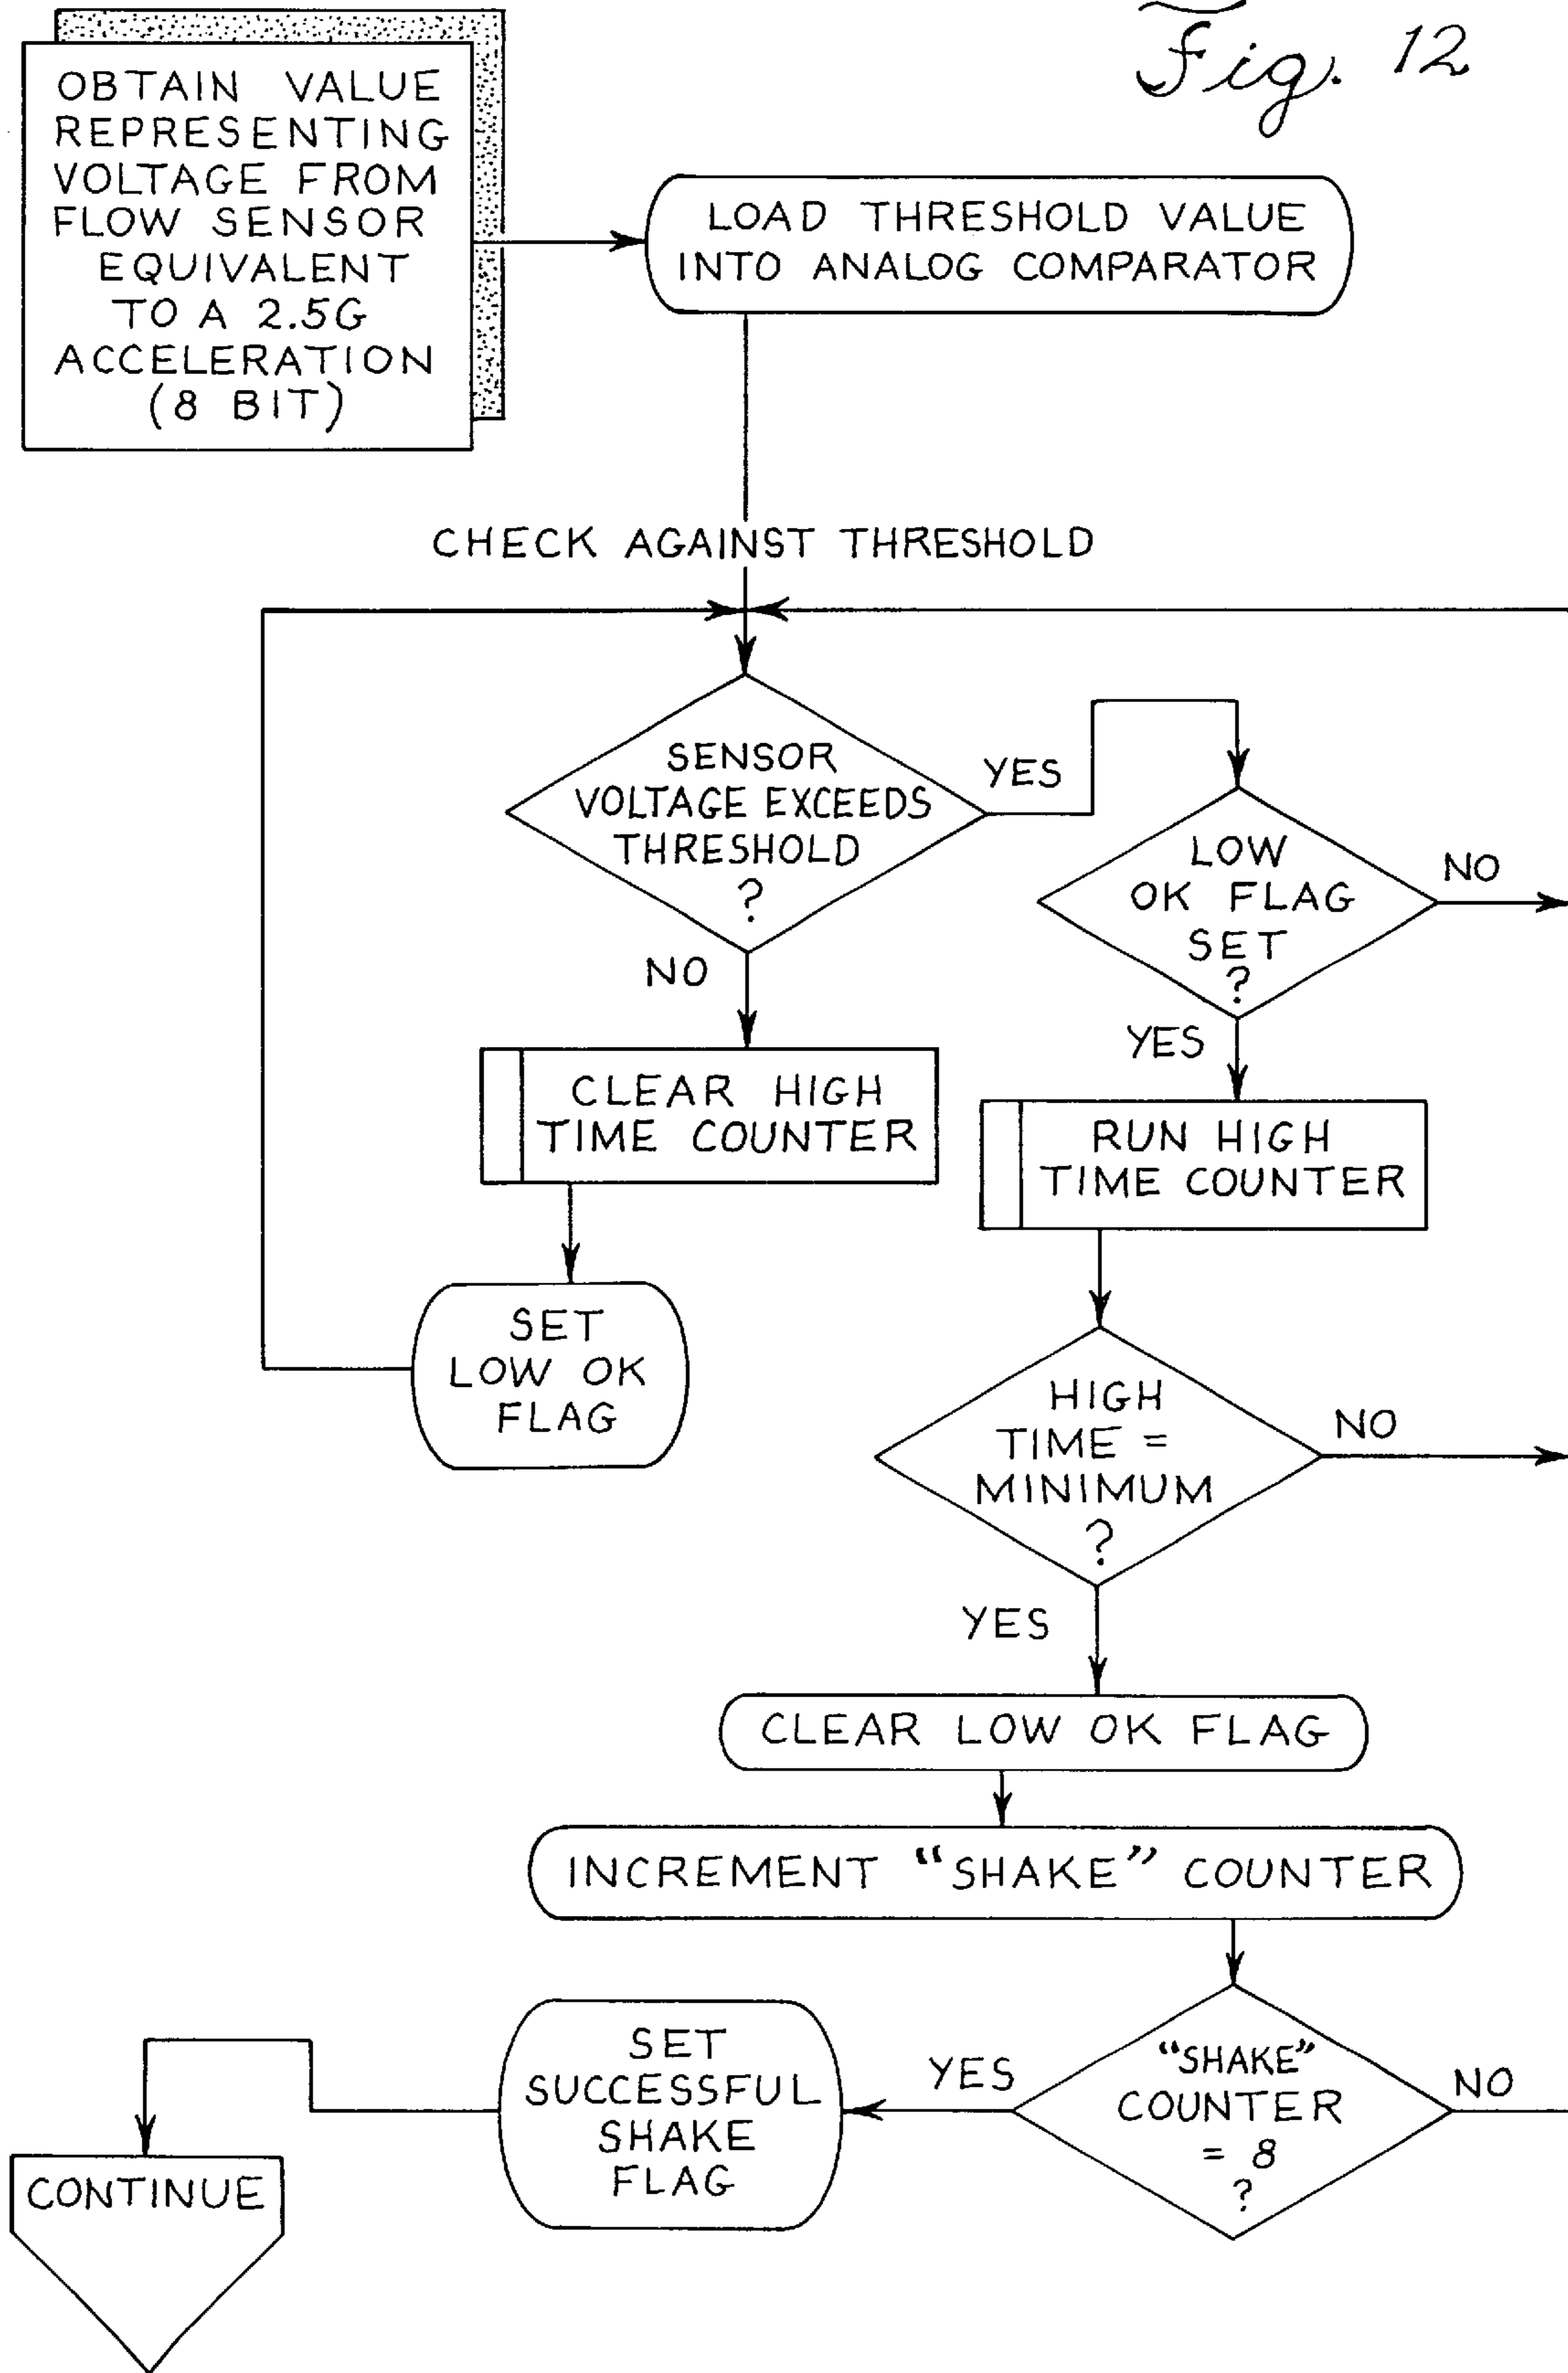 Fig. 12
OBTAIN VALUE
REPRESENTING
VOLTAGE FROM
FLOW SENSOR
EQUIVALENT
TO A 2.5G
ACCELERATION
(8 BIT)
LOAD THRESHOLD VALUE
INTO ANALOG COMPARATOR
CHECK AGAINST THRESHOLD
SENSOR
VOLTAGE EXCEEDS
THRESHOLD
?
YES
NO
LOW
OK FLAG
SET
?
NO
YES
CLEAR HIGH
TIME COUNTER
RUN HIGH
TIME COUNTER
SET
LOW OK
FLAG
HIGH
TIME =
MINIMUM
?
NO
YES
CLEAR LOW OK FLAG
INCREMENT “SHAKE” COUNTER
“SHAKE”
COUNTER
= 8
?
NO
YES
SET
SUCCESSFUL
SHAKE
FLAG
CONTINUE